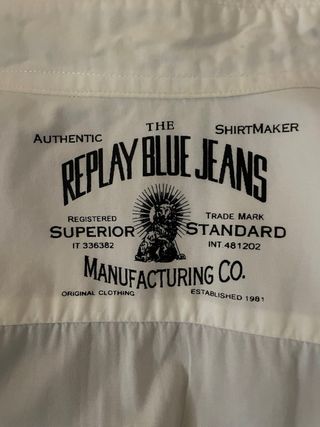 THE
AUTHENTIC SHIRTMAKER
REPLAY BLUE JEANS
REGISTERED TRADE MARK
SUPERIOR STANDARD
IT 336382 INT 481202
MANUFACTURING CO.
ORIGINAL CLOTHING ESTABLISHED 1981